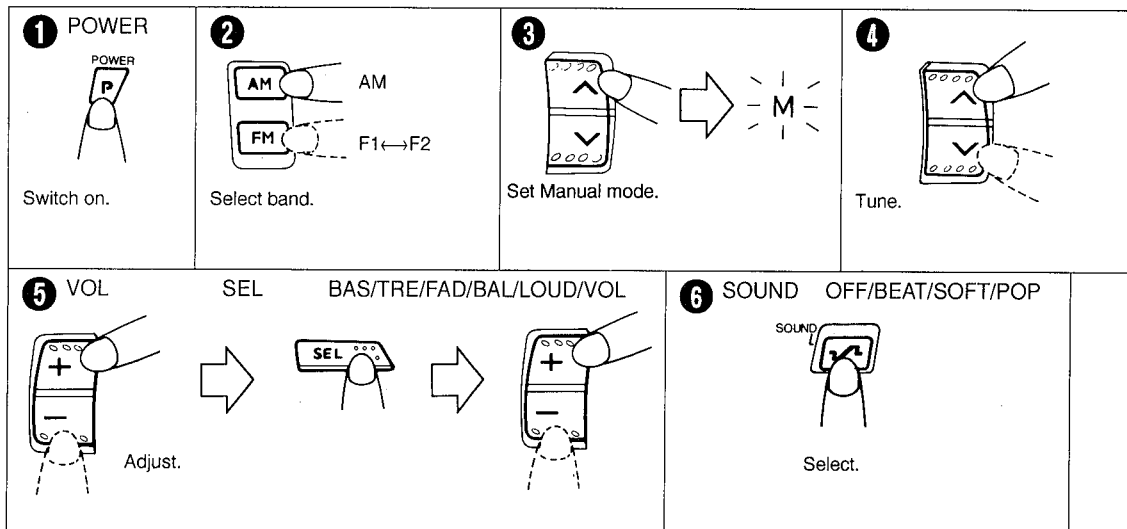 1 POWER
POWER
P
Switch on.
2
AM
AM
FM
F1↔F2
Select band.
3
M
Set Manual mode.
4
Tune.
5 VOL SEL BAS/TRE/FAD/BAL/LOUD/VOL
+
−
SEL
+
−
Adjust.
6 SOUND OFF/BEAT/SOFT/POP
SOUND
Select.